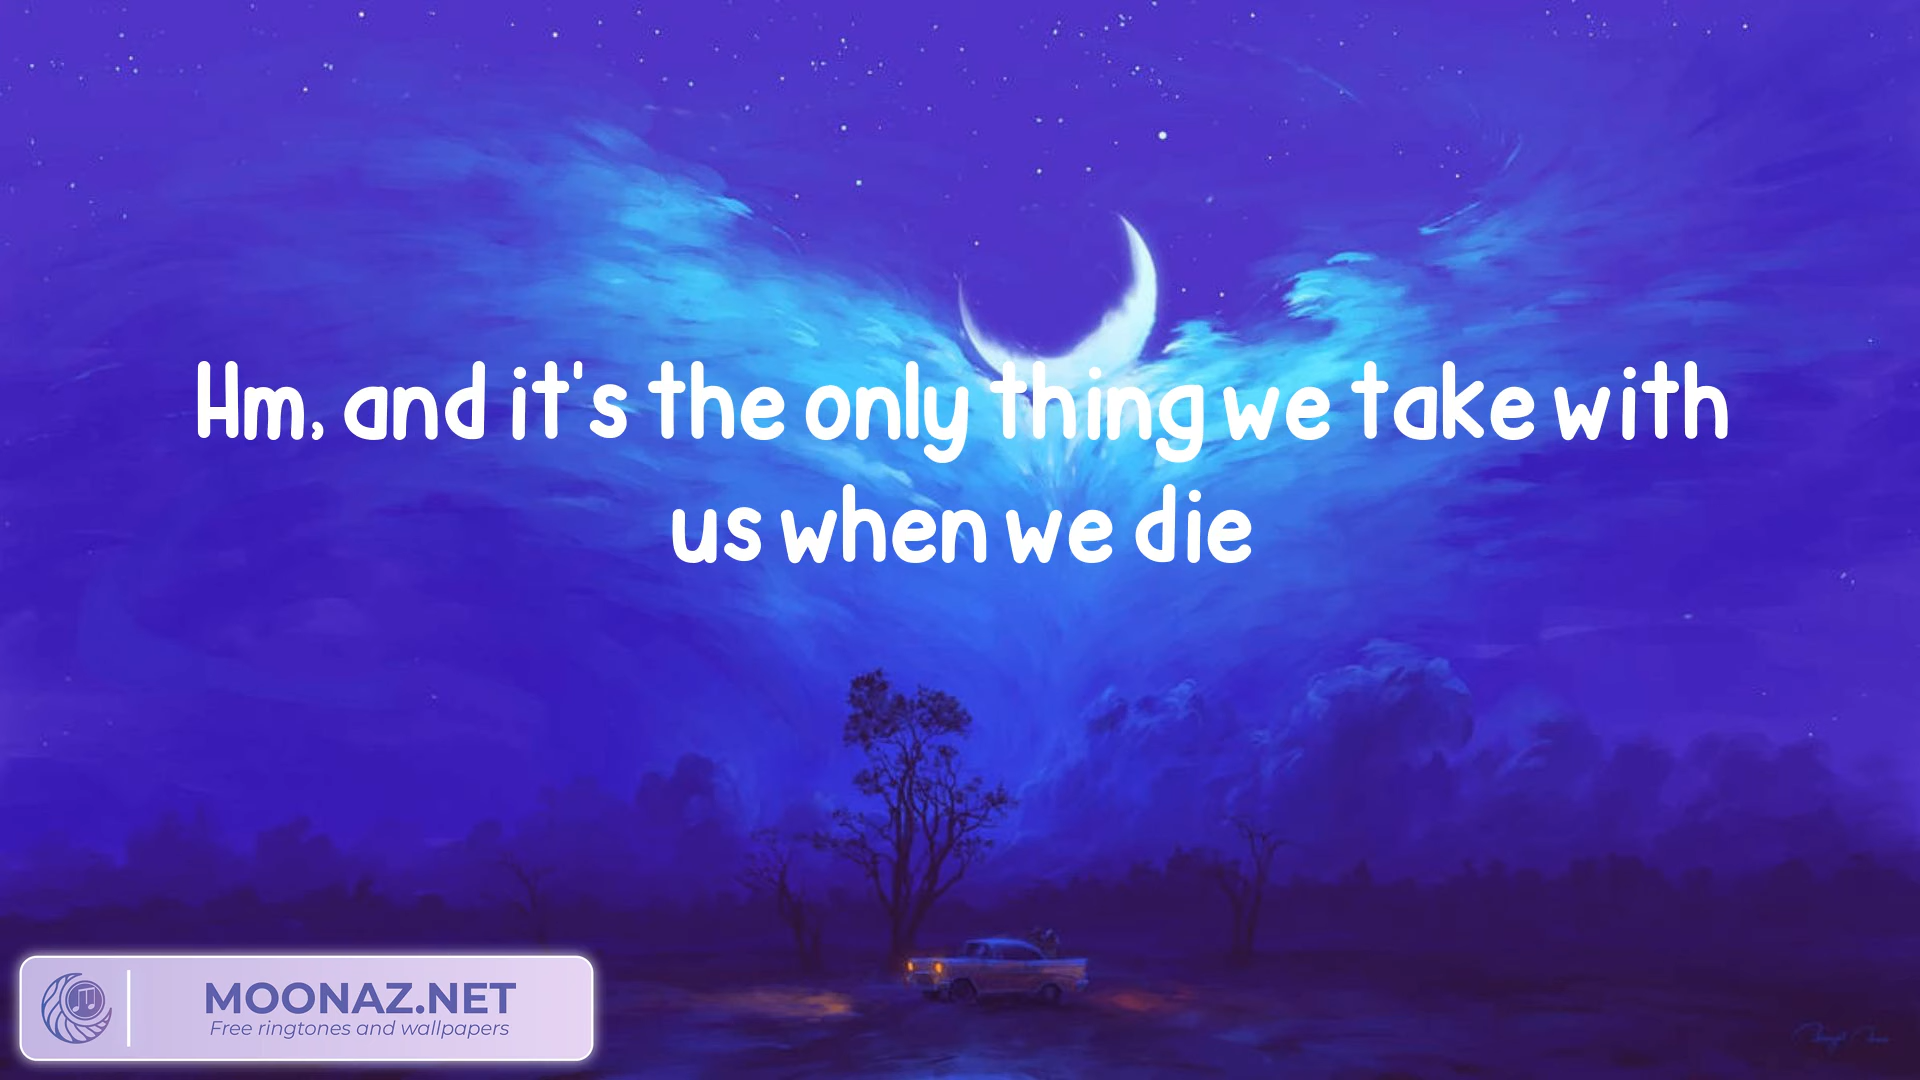 Hm, and it's the only thing we take with
us when we die
MOONAZ.NET
Free ringtones and wallpapers